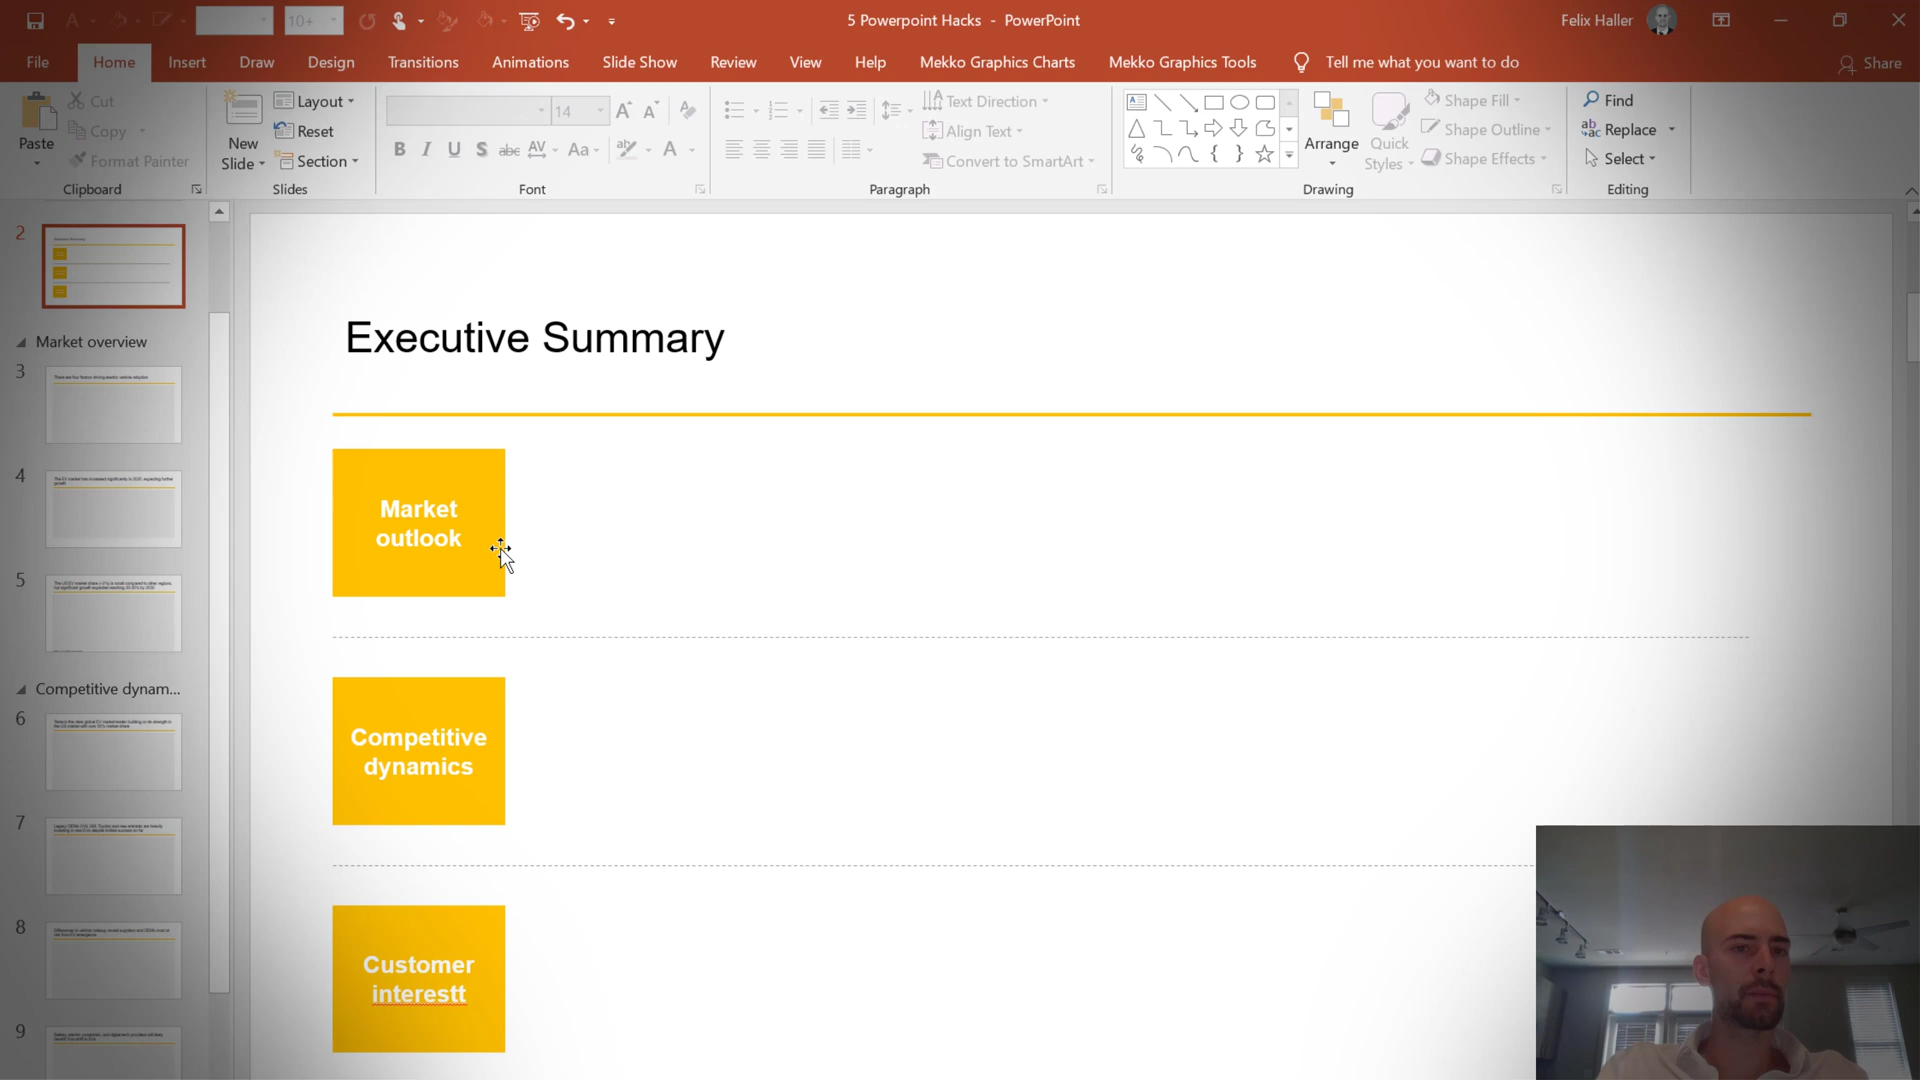 10+
5 Powerpoint Hacks - PowerPoint
Felix Haller
File Home Insert Draw Design Transitions Animations Slide Show Review View Help Mekko Graphics Charts Mekko Graphics Tools Tell me what you want to do Share
Paste
Cut
Copy
Format Painter
Clipboard
New Slide
Layout
Reset
Section
Slides
14
B I U S abc AV Aa A
Font
Text Direction
Align Text
Convert to SmartArt
Paragraph
Arrange
Quick Styles
Shape Fill
Shape Outline
Shape Effects
Drawing
Find
Replace
Select
Editing
2
Market overview
3
4
5
Competitive dynam...
6
7
8
9
Executive Summary
Market
outlook
Competitive
dynamics
Customer
interestt